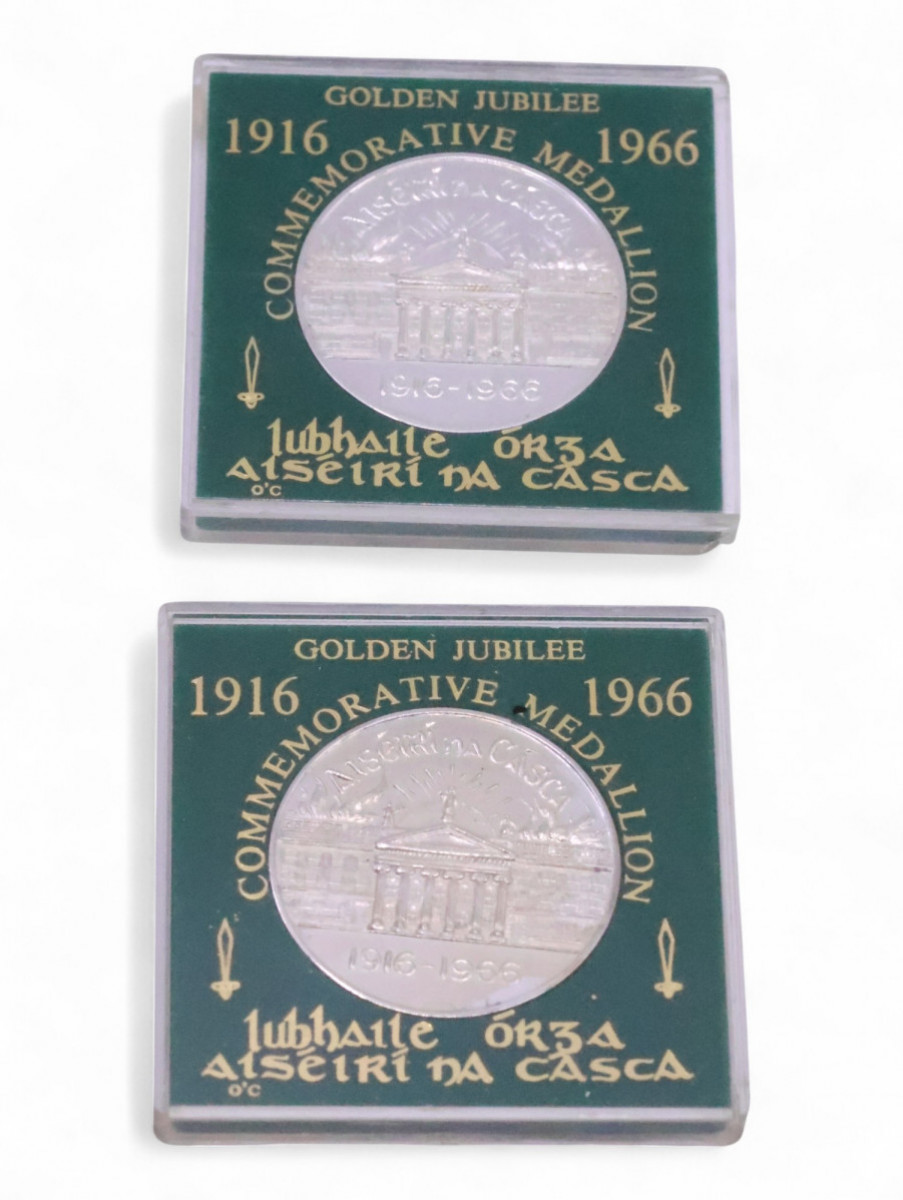 GOLDEN JUBILEE
1916 1966
COMMEMORATIVE MEDALLION
AISÉIRÍ NA CÁSCA
1916-1966
Iubhaile ÓRGA
AISÉIRÍ NA CÁSCA
O'C
GOLDEN JUBILEE
1916 1966
COMMEMORATIVE MEDALLION
AISÉIRÍ NA CÁSCA
1916-1966
Iubhaile ÓRGA
AISÉIRÍ NA CÁSCA
O'C